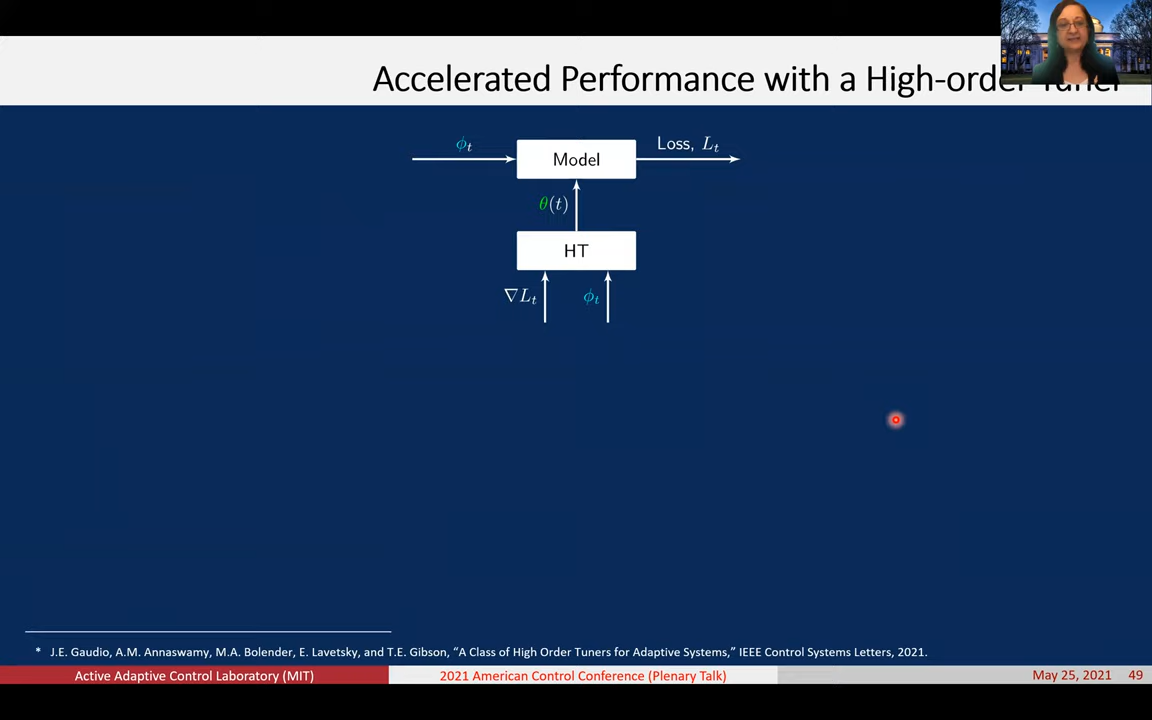 Accelerated Performance with a High-order Tuner
ϕt
Model
Loss, Lt
θ(t)
HT
∇Lt
ϕt
* J.E. Gaudio, A.M. Annaswamy, M.A. Bolender, E. Lavetsky, and T.E. Gibson, “A Class of High Order Tuners for Adaptive Systems,” IEEE Control Systems Letters, 2021.
Active Adaptive Control Laboratory (MIT)
2021 American Control Conference (Plenary Talk)
May 25, 2021 49